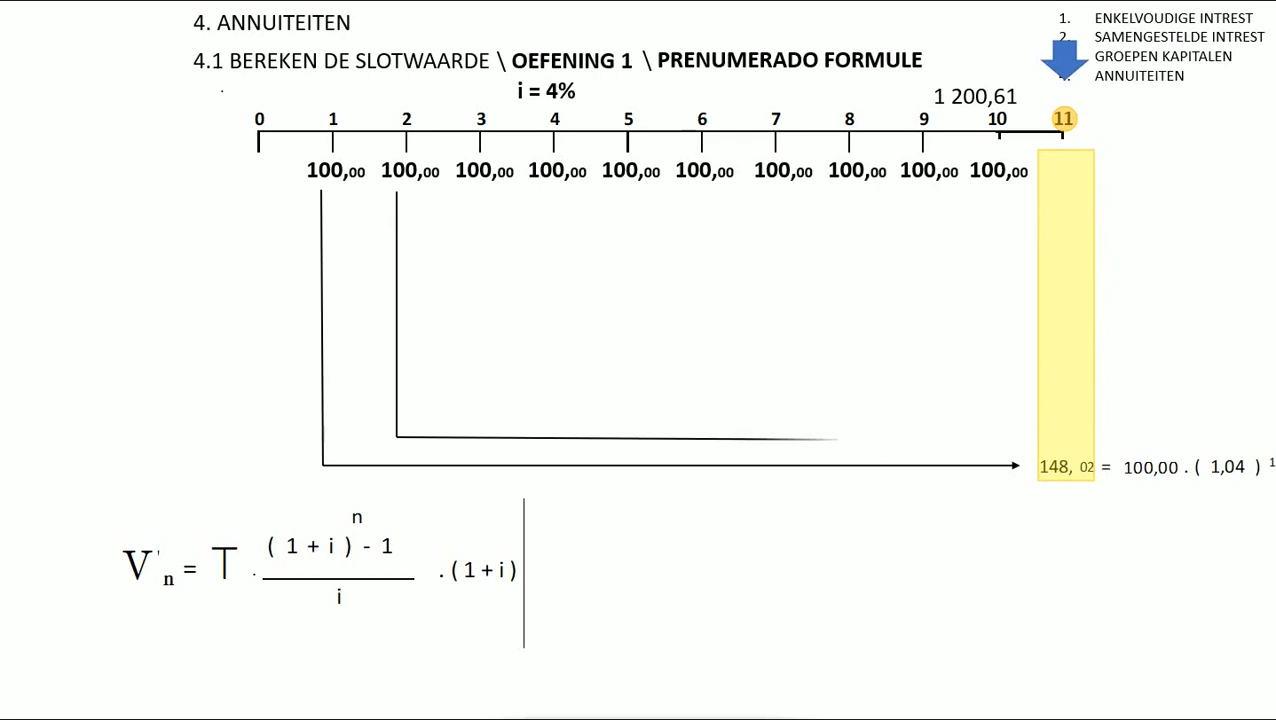 4. ANNUITEITEN
4.1 BEREKEN DE SLOTWAARDE \ OEFENING 1 \ PRENUMERADO FORMULE
i = 4%
1. ENKELVOUDIGE INTREST
2. SAMENGESTELDE INTREST
GROEPEN KAPITALEN
ANNUITEITEN
1 200,61
0 1 2 3 4 5 6 7 8 9 10 11
100,00 100,00 100,00 100,00 100,00 100,00 100,00 100,00 100,00 100,00
148, 02 = 100,00 . ( 1,04 ) 1
n
V'n = T . ( 1 + i ) - 1 . ( 1 + i )
i